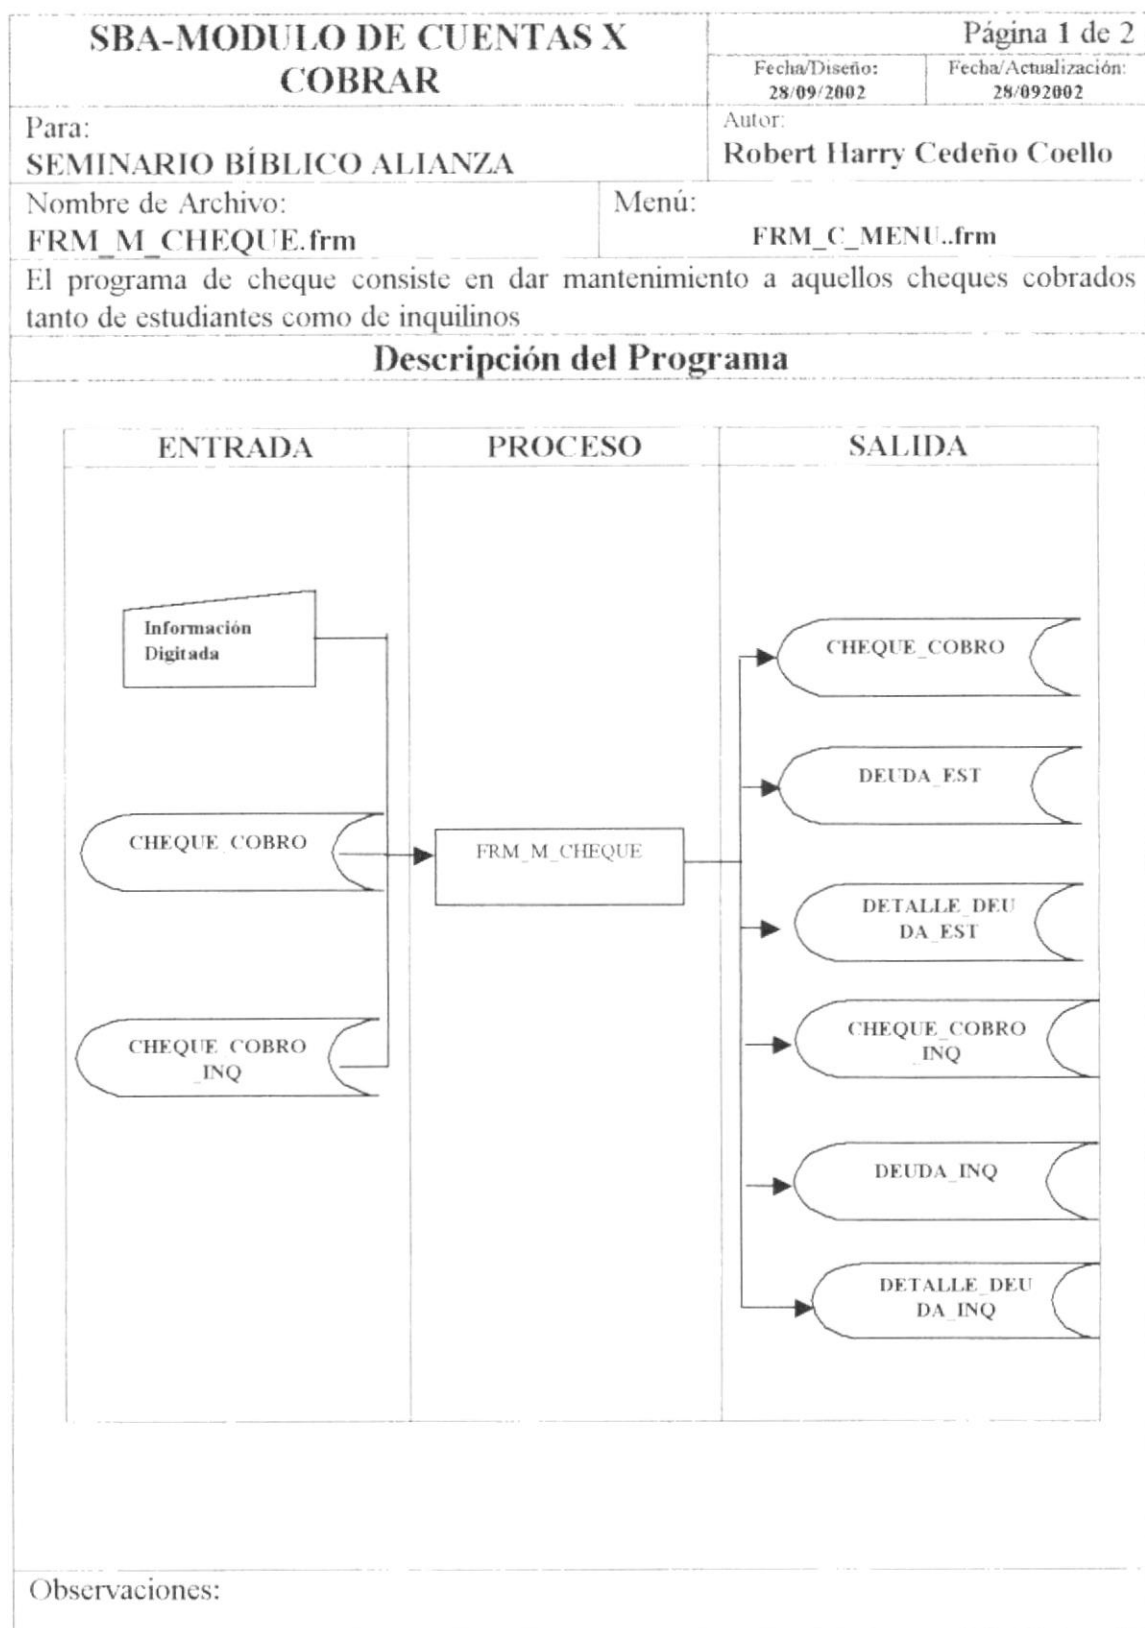 SBA-MODULO DE CUENTAS X
COBRAR
Página 1 de 2
Fecha/Diseño:
28/09/2002
Fecha/Actualización:
28/092002
Para:
SEMINARIO BÍBLICO ALIANZA
Autor:
Robert Harry Cedeño Coello
Nombre de Archivo:
FRM_M_CHEQUE.frm
Menú:
FRM_C_MENU..frm
El programa de cheque consiste en dar mantenimiento a aquellos cheques cobrados
tanto de estudiantes como de inquilinos
Descripción del Programa
ENTRADA
PROCESO
SALIDA
Información
Digitada
CHEQUE_COBRO
CHEQUE_COBRO
_INQ
FRM_M_CHEQUE
CHEQUE_COBRO
DEUDA_EST
DETALLE_DEU
DA_EST
CHEQUE_COBRO
_INQ
DEUDA_INQ
DETALLE_DEU
DA_INQ
Observaciones: